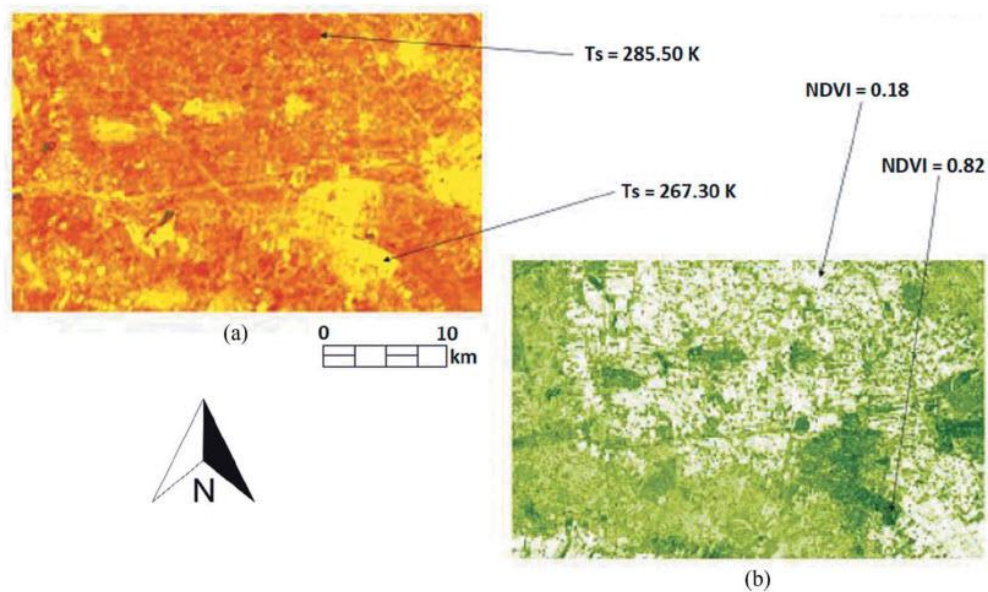 Ts = 285.50 K
NDVI = 0.18
NDVI = 0.82
Ts = 267.30 K
(a)
0 10
km
N
(b)